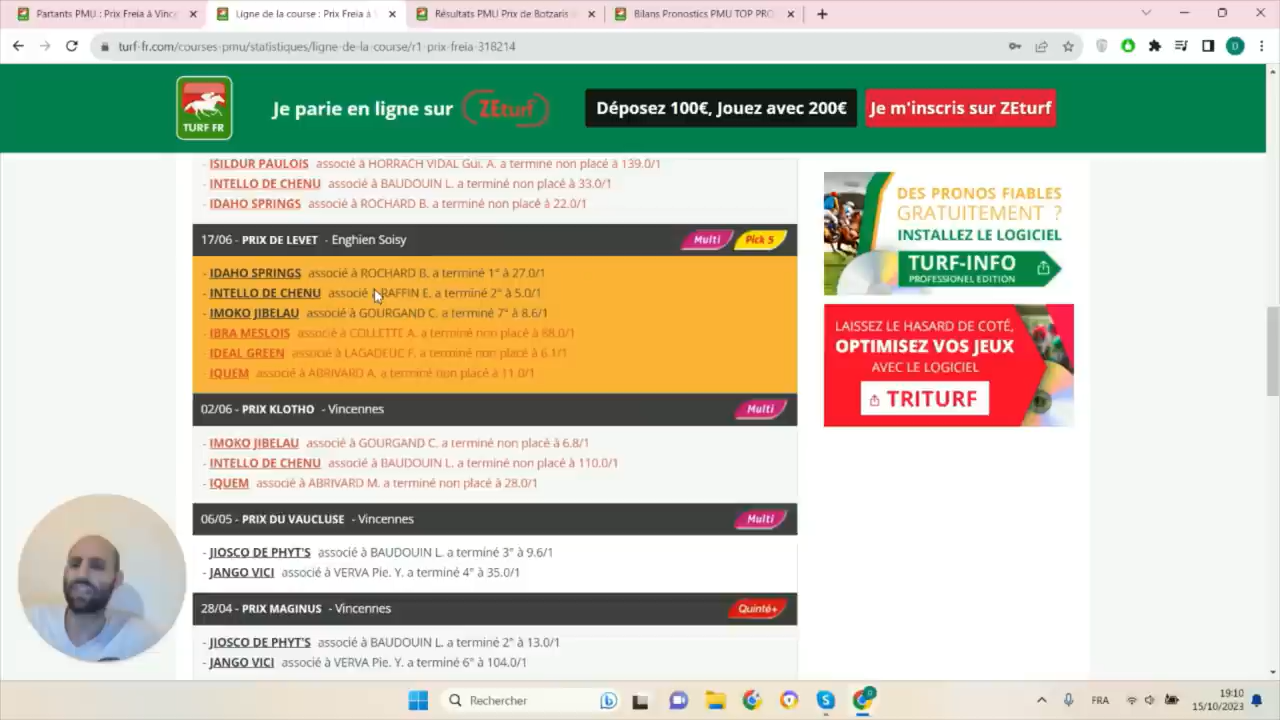 Partants PMU : Prix Freia à Vince
Ligne de la course : Prix Freia à
Résultats PMU Prix de Botzaris
Bilans Pronostics PMU TOP PRO
turf-fr.com/courses-pmu/statistiques/ligne-de-la-course/r1-prix-freia-318214
D
TURF FR
Je parie en ligne sur ZEturf
Déposez 100€, Jouez avec 200€
Je m'inscris sur ZEturf
- ISILDUR PAULOIS associé à HORRACH VIDAL Gui. A. a terminé non placé à 139.0/1
- INTELLO DE CHENU associé à BAUDOUIN L. a terminé non placé à 33.0/1
- IDAHO SPRINGS associé à ROCHARD B. a terminé non placé à 22.0/1
17/06 - PRIX DE LEVET - Enghien Soisy
Multi
Pick 5
- IDAHO SPRINGS associé à ROCHARD B. a terminé 1° à 27.0/1
- INTELLO DE CHENU associé à RAFFIN E. a terminé 2° à 5.0/1
- IMOKO JIBELAU associé à GOURGAND C. a terminé 7° à 8.6/1
- IBRA MESLOIS associé à COLLETTE A. a terminé non placé à 88.0/1
- IDEAL GREEN associé à LAGADEUC F. a terminé non placé à 6.1/1
- IQUEM associé à ABRIVARD A. a terminé non placé à 11.0/1
02/06 - PRIX KLOTHO - Vincennes
Multi
- IMOKO JIBELAU associé à GOURGAND C. a terminé non placé à 6.8/1
- INTELLO DE CHENU associé à BAUDOUIN L. a terminé non placé à 110.0/1
- IQUEM associé à ABRIVARD M. a terminé non placé à 28.0/1
06/05 - PRIX DU VAUCLUSE - Vincennes
Multi
- JIOSCO DE PHYT'S associé à BAUDOUIN L. a terminé 3° à 9.6/1
- JANGO VICI associé à VERVA Pie. Y. a terminé 4° à 35.0/1
28/04 - PRIX MAGINUS - Vincennes
Quinté+
- JIOSCO DE PHYT'S associé à BAUDOUIN L. a terminé 2° à 13.0/1
- JANGO VICI associé à VERVA Pie. Y. a terminé 6° à 104.0/1
DES PRONOS FIABLES
GRATUITEMENT ?
INSTALLEZ LE LOGICIEL
TURF-INFO
PROFESSIONEL EDITION
LAISSEZ LE HASARD DE COTÉ,
OPTIMISEZ VOS JEUX
AVEC LE LOGICIEL
TRITURF
Rechercher
FRA
19:10
15/10/2023